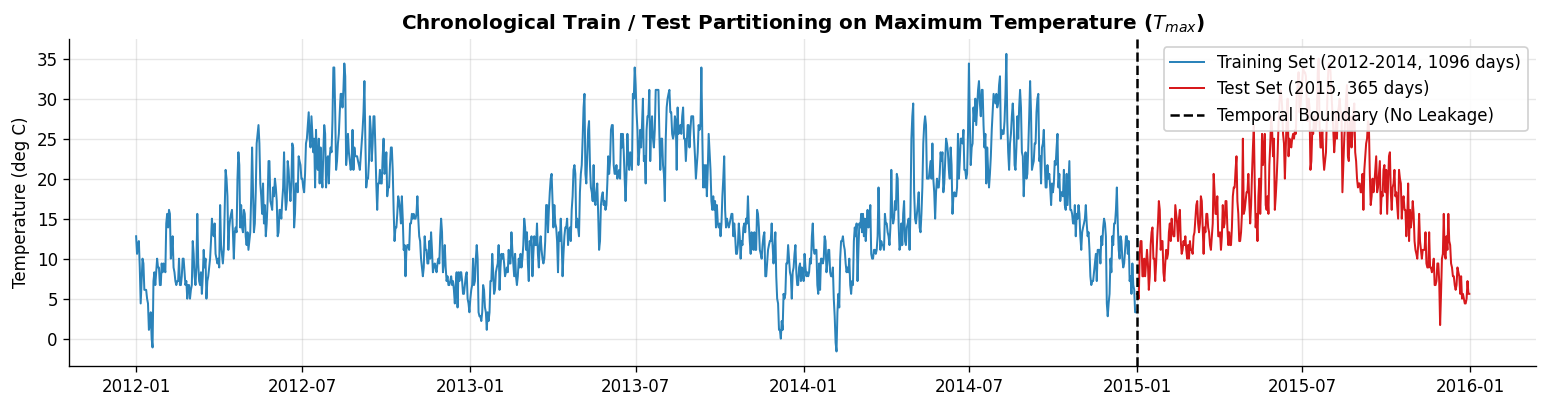 Chronological Train / Test Partitioning on Maximum Temperature (T_max)
Training Set (2012-2014, 1096 days)
Test Set (2015, 365 days)
Temporal Boundary (No Leakage)
Temperature (deg C)
35
30
25
20
15
10
5
0
2012-01 2012-07 2013-01 2013-07 2014-01 2014-07 2015-01 2015-07 2016-01